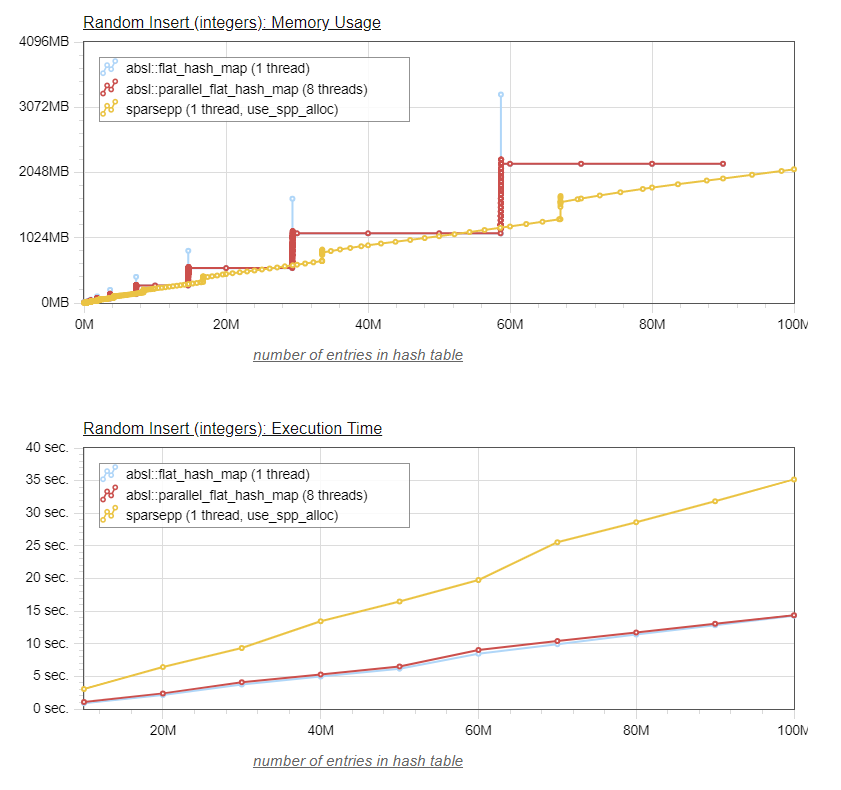 Random Insert (integers): Memory Usage
4096MB
absl::flat_hash_map (1 thread)
absl::parallel_flat_hash_map (8 threads)
sparsepp (1 thread, use_spp_alloc)
3072MB
2048MB
1024MB
0MB
0M 20M 40M 60M 80M 100M
number of entries in hash table
Random Insert (integers): Execution Time
40 sec.
absl::flat_hash_map (1 thread)
35 sec.
absl::parallel_flat_hash_map (8 threads)
sparsepp (1 thread, use_spp_alloc)
30 sec.
25 sec.
20 sec.
15 sec.
10 sec.
5 sec.
0 sec.
20M 40M 60M 80M 100M
number of entries in hash table